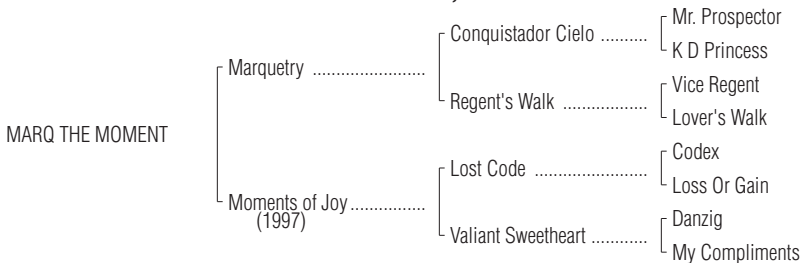 Mr. Prospector
Conquistador Cielo ..........
K D Princess
Marquetry ........................
Vice Regent
Regent's Walk ..................
Lover's Walk
MARQ THE MOMENT
Codex
Lost Code ........................
Loss Or Gain
Moments of Joy ................
(1997)
Danzig
Valiant Sweetheart ............
My Compliments